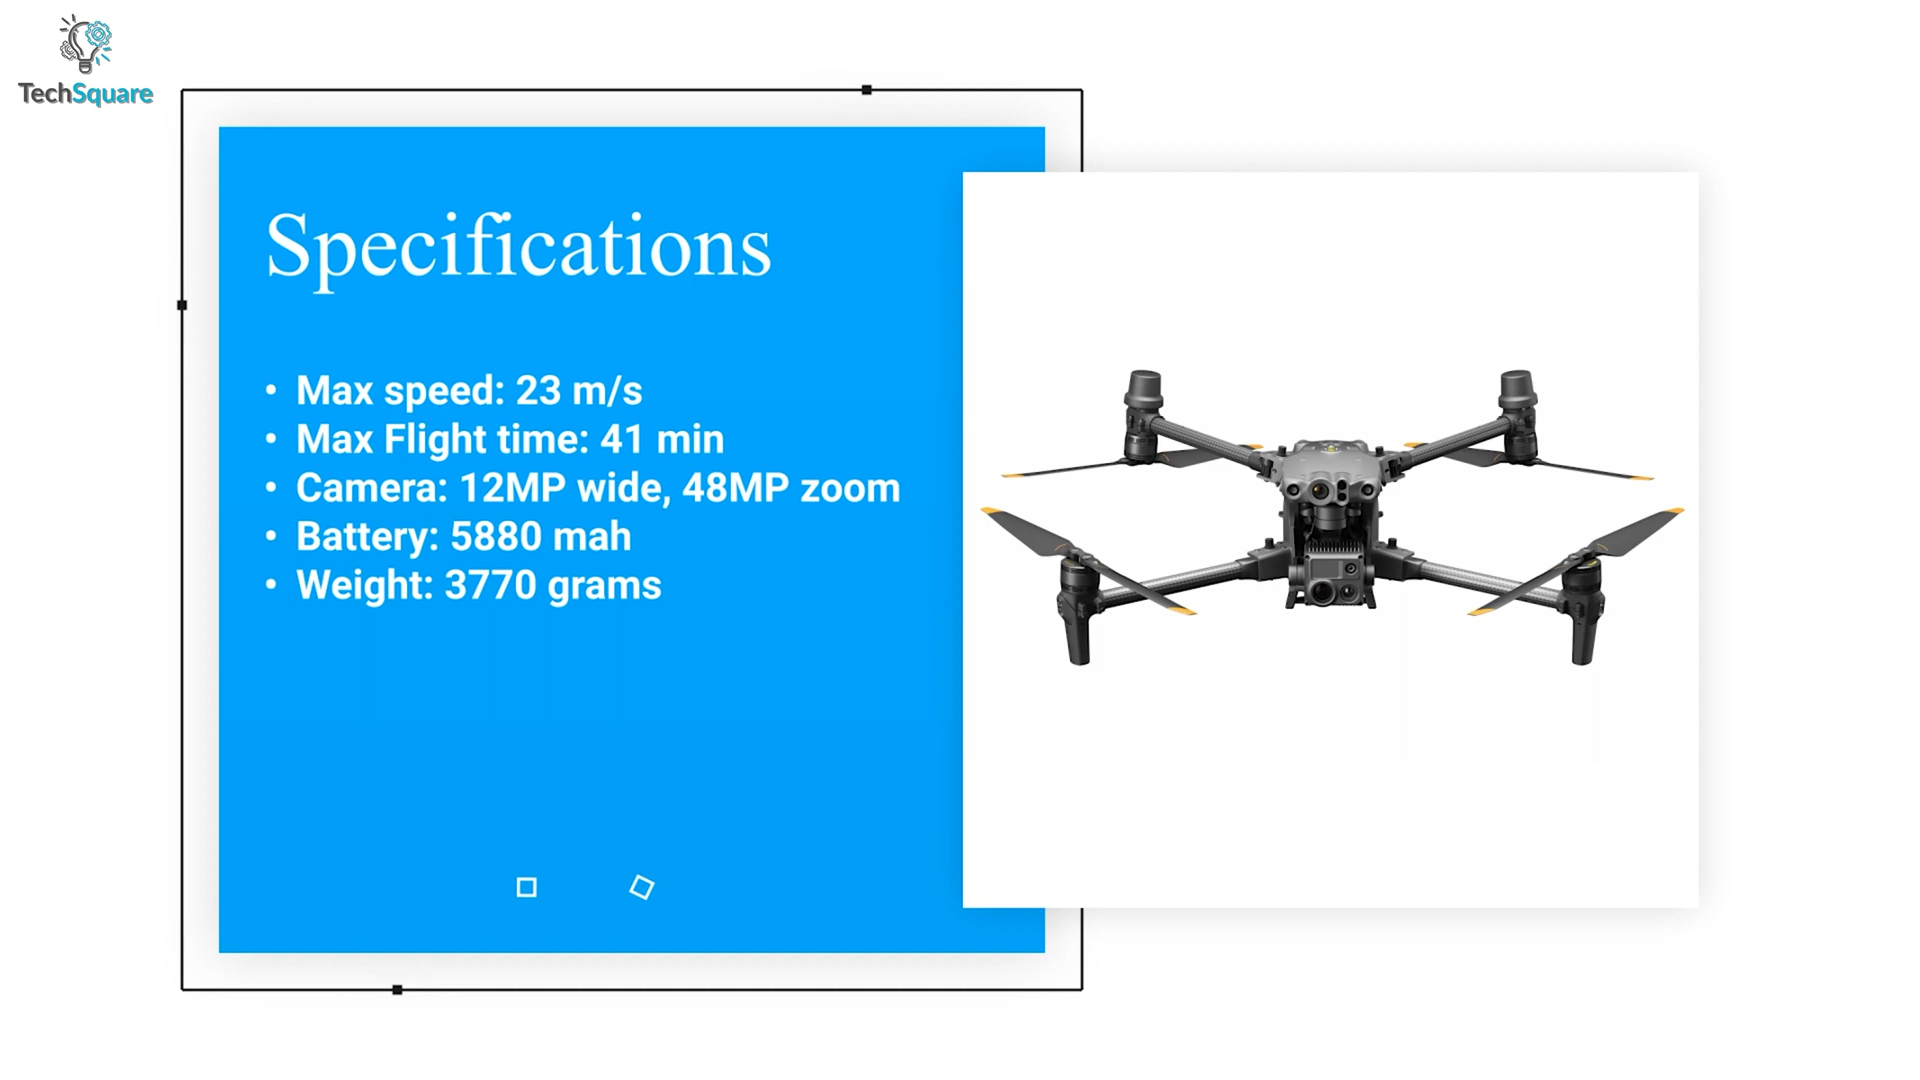 TechSquare
Specifications
• Max speed: 23 m/s
• Max Flight time: 41 min
• Camera: 12MP wide, 48MP zoom
• Battery: 5880 mah
• Weight: 3770 grams